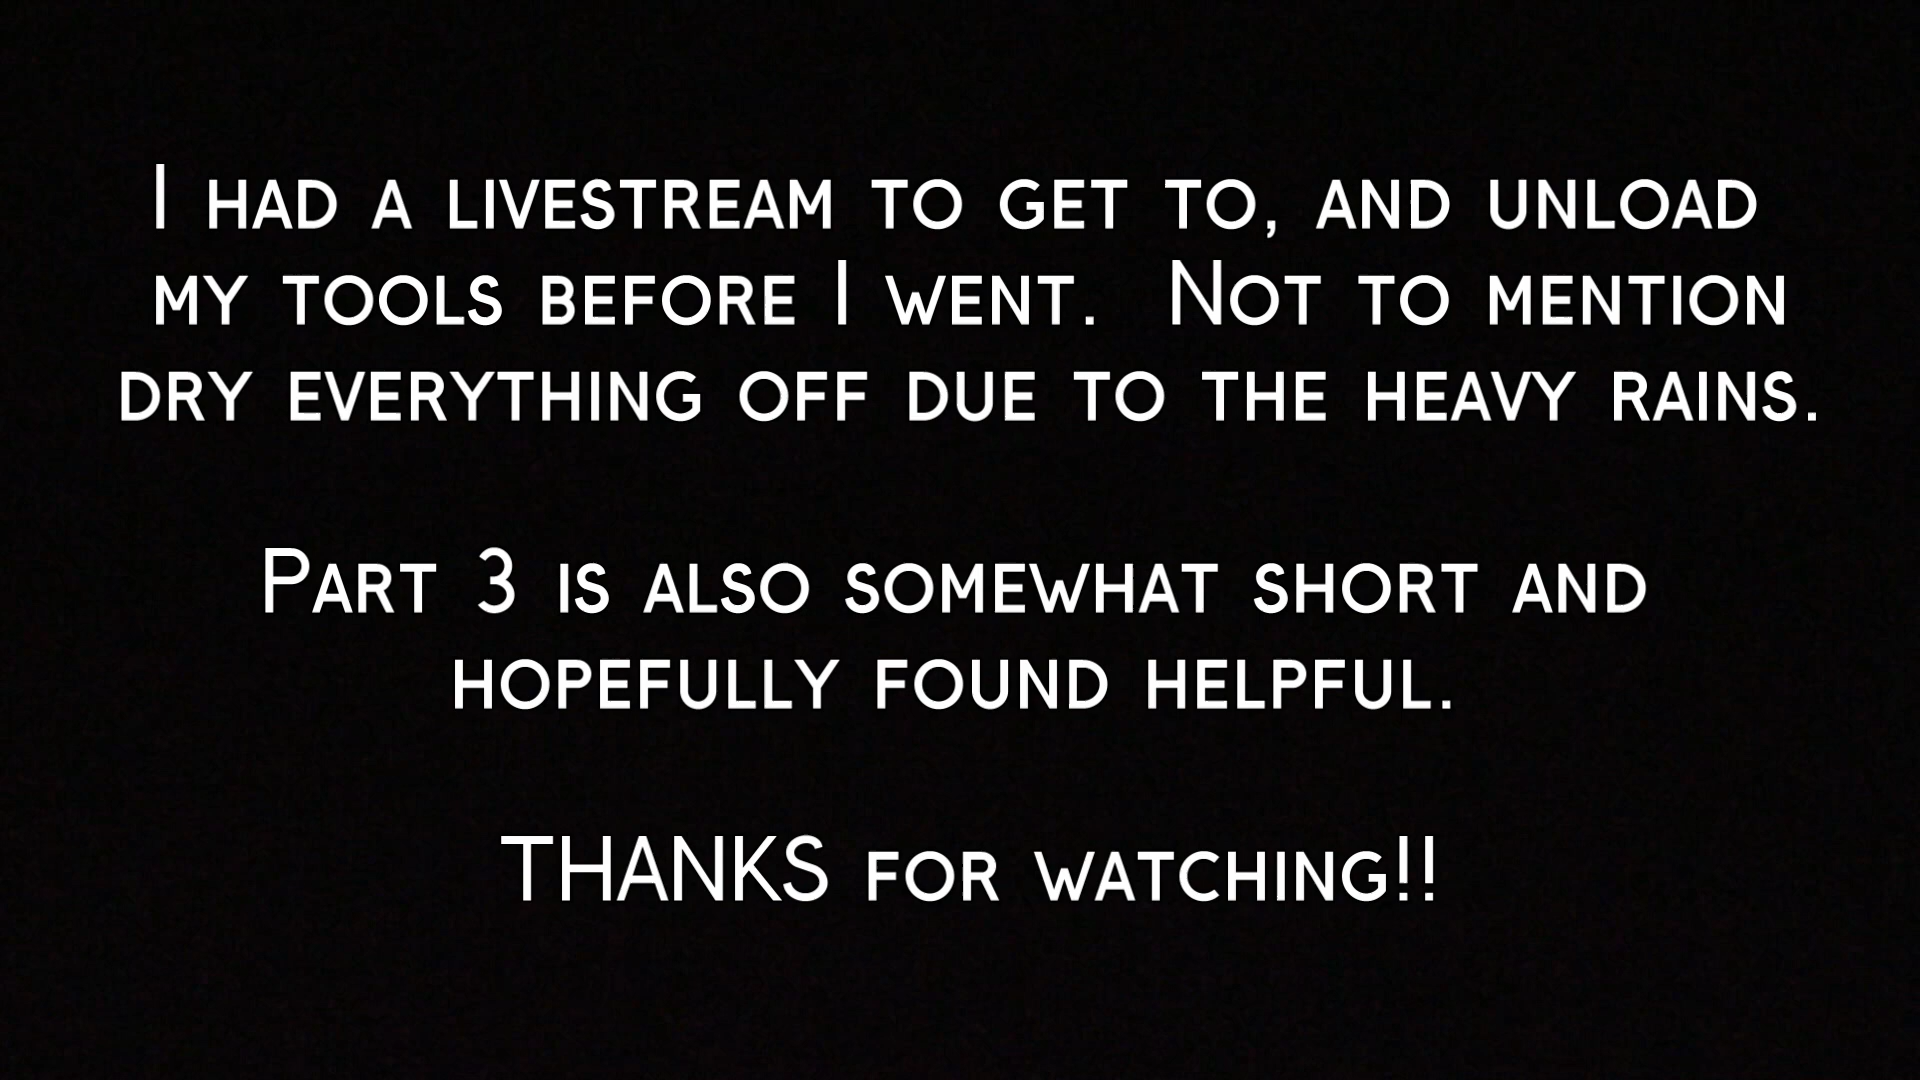 I had a livestream to get to, and unload
my tools before I went. Not to mention
dry everything off due to the heavy rains.
Part 3 is also somewhat short and
hopefully found helpful.
THANKS for watching!!